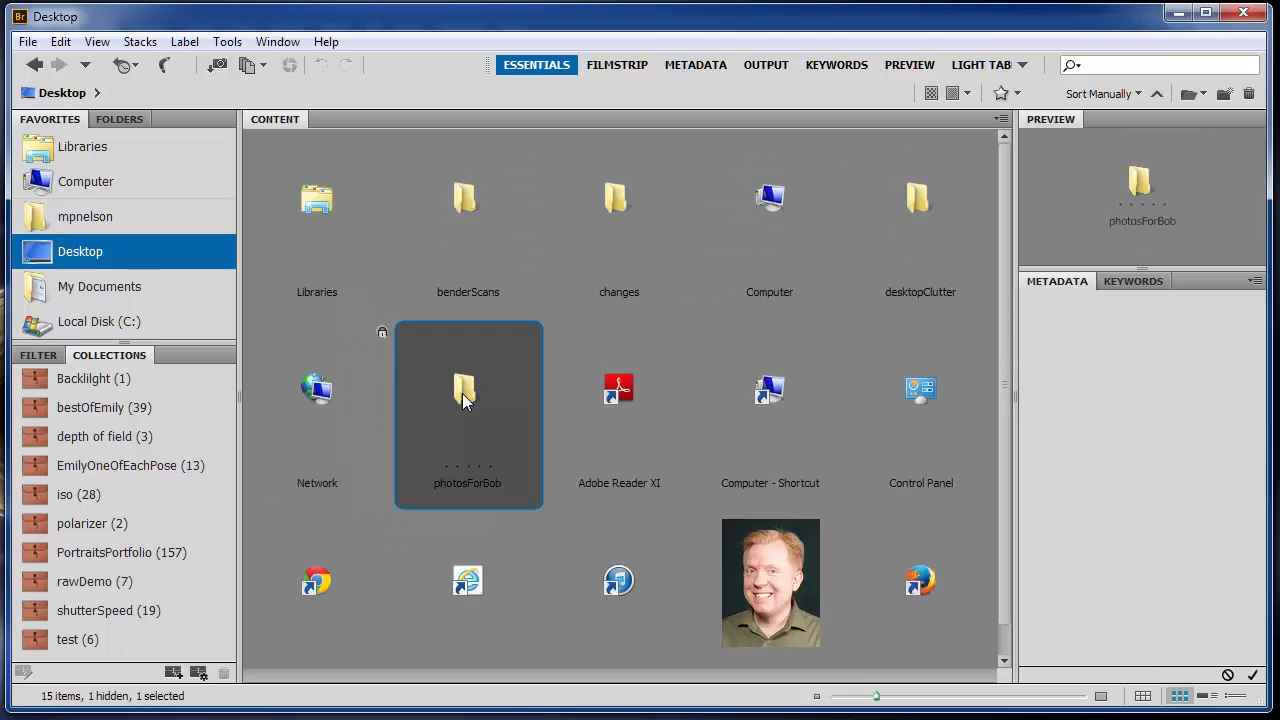 Br Desktop
File Edit View Stacks Label Tools Window Help
ESSENTIALS FILMSTRIP METADATA OUTPUT KEYWORDS PREVIEW LIGHT TAB
Desktop
Sort Manually
FAVORITES FOLDERS
CONTENT
PREVIEW
Libraries
Computer
mpnelson
Desktop
My Documents
Local Disk (C:)
photosForBob
Libraries benderScans changes Computer desktopClutter
METADATA KEYWORDS
FILTER COLLECTIONS
Backlilght (1)
bestOfEmily (39)
depth of field (3)
EmilyOneOfEachPose (13)
iso (28)
polarizer (2)
PortraitsPortfolio (157)
rawDemo (7)
shutterSpeed (19)
test (6)
Network photosForBob Adobe Reader XI Computer - Shortcut Control Panel
15 items, 1 hidden, 1 selected